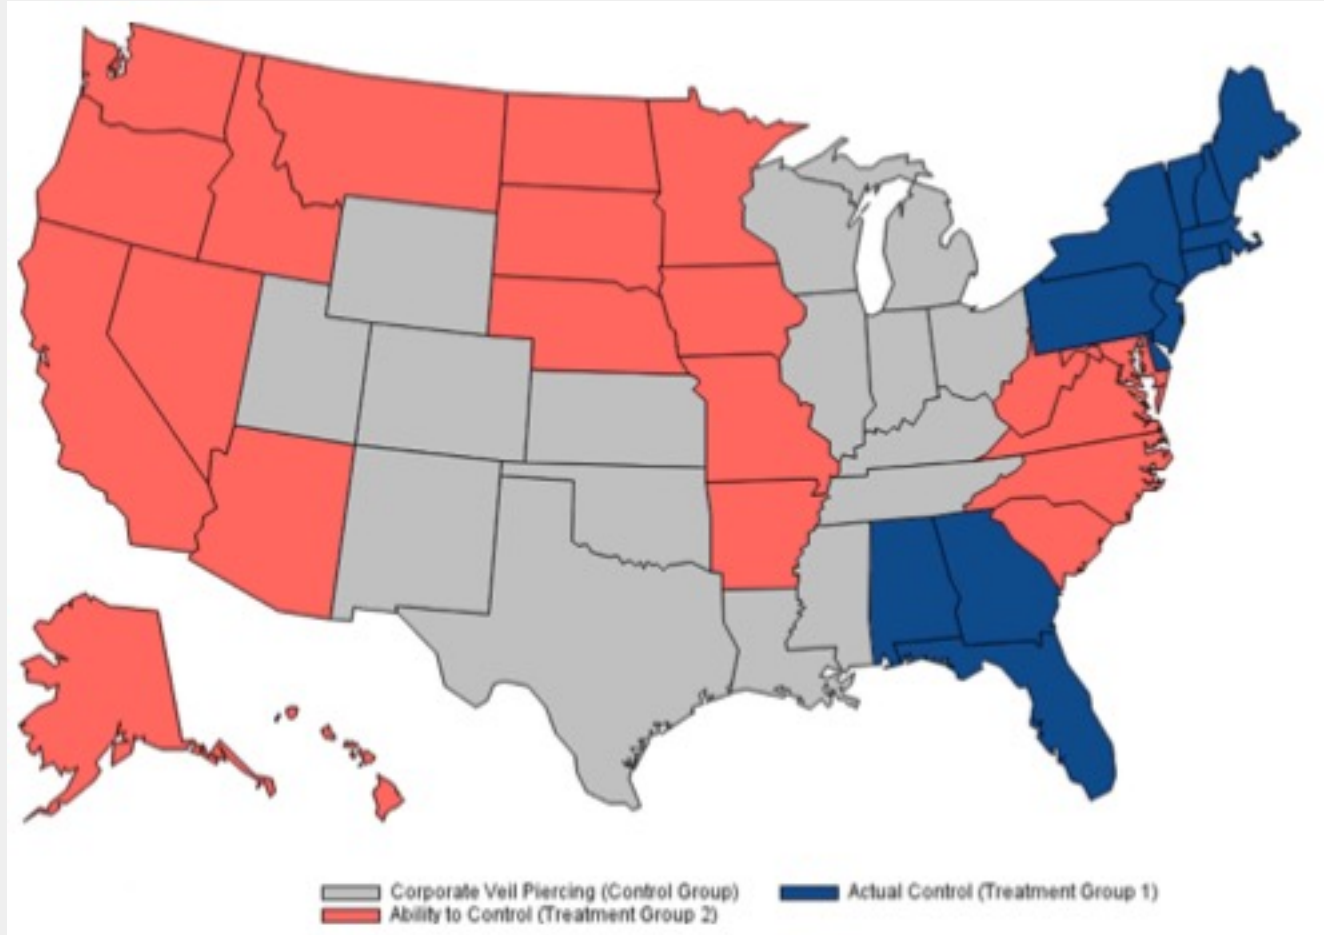 Corporate Veil Piercing (Control Group)
Actual Control (Treatment Group 1)
Ability to Control (Treatment Group 2)